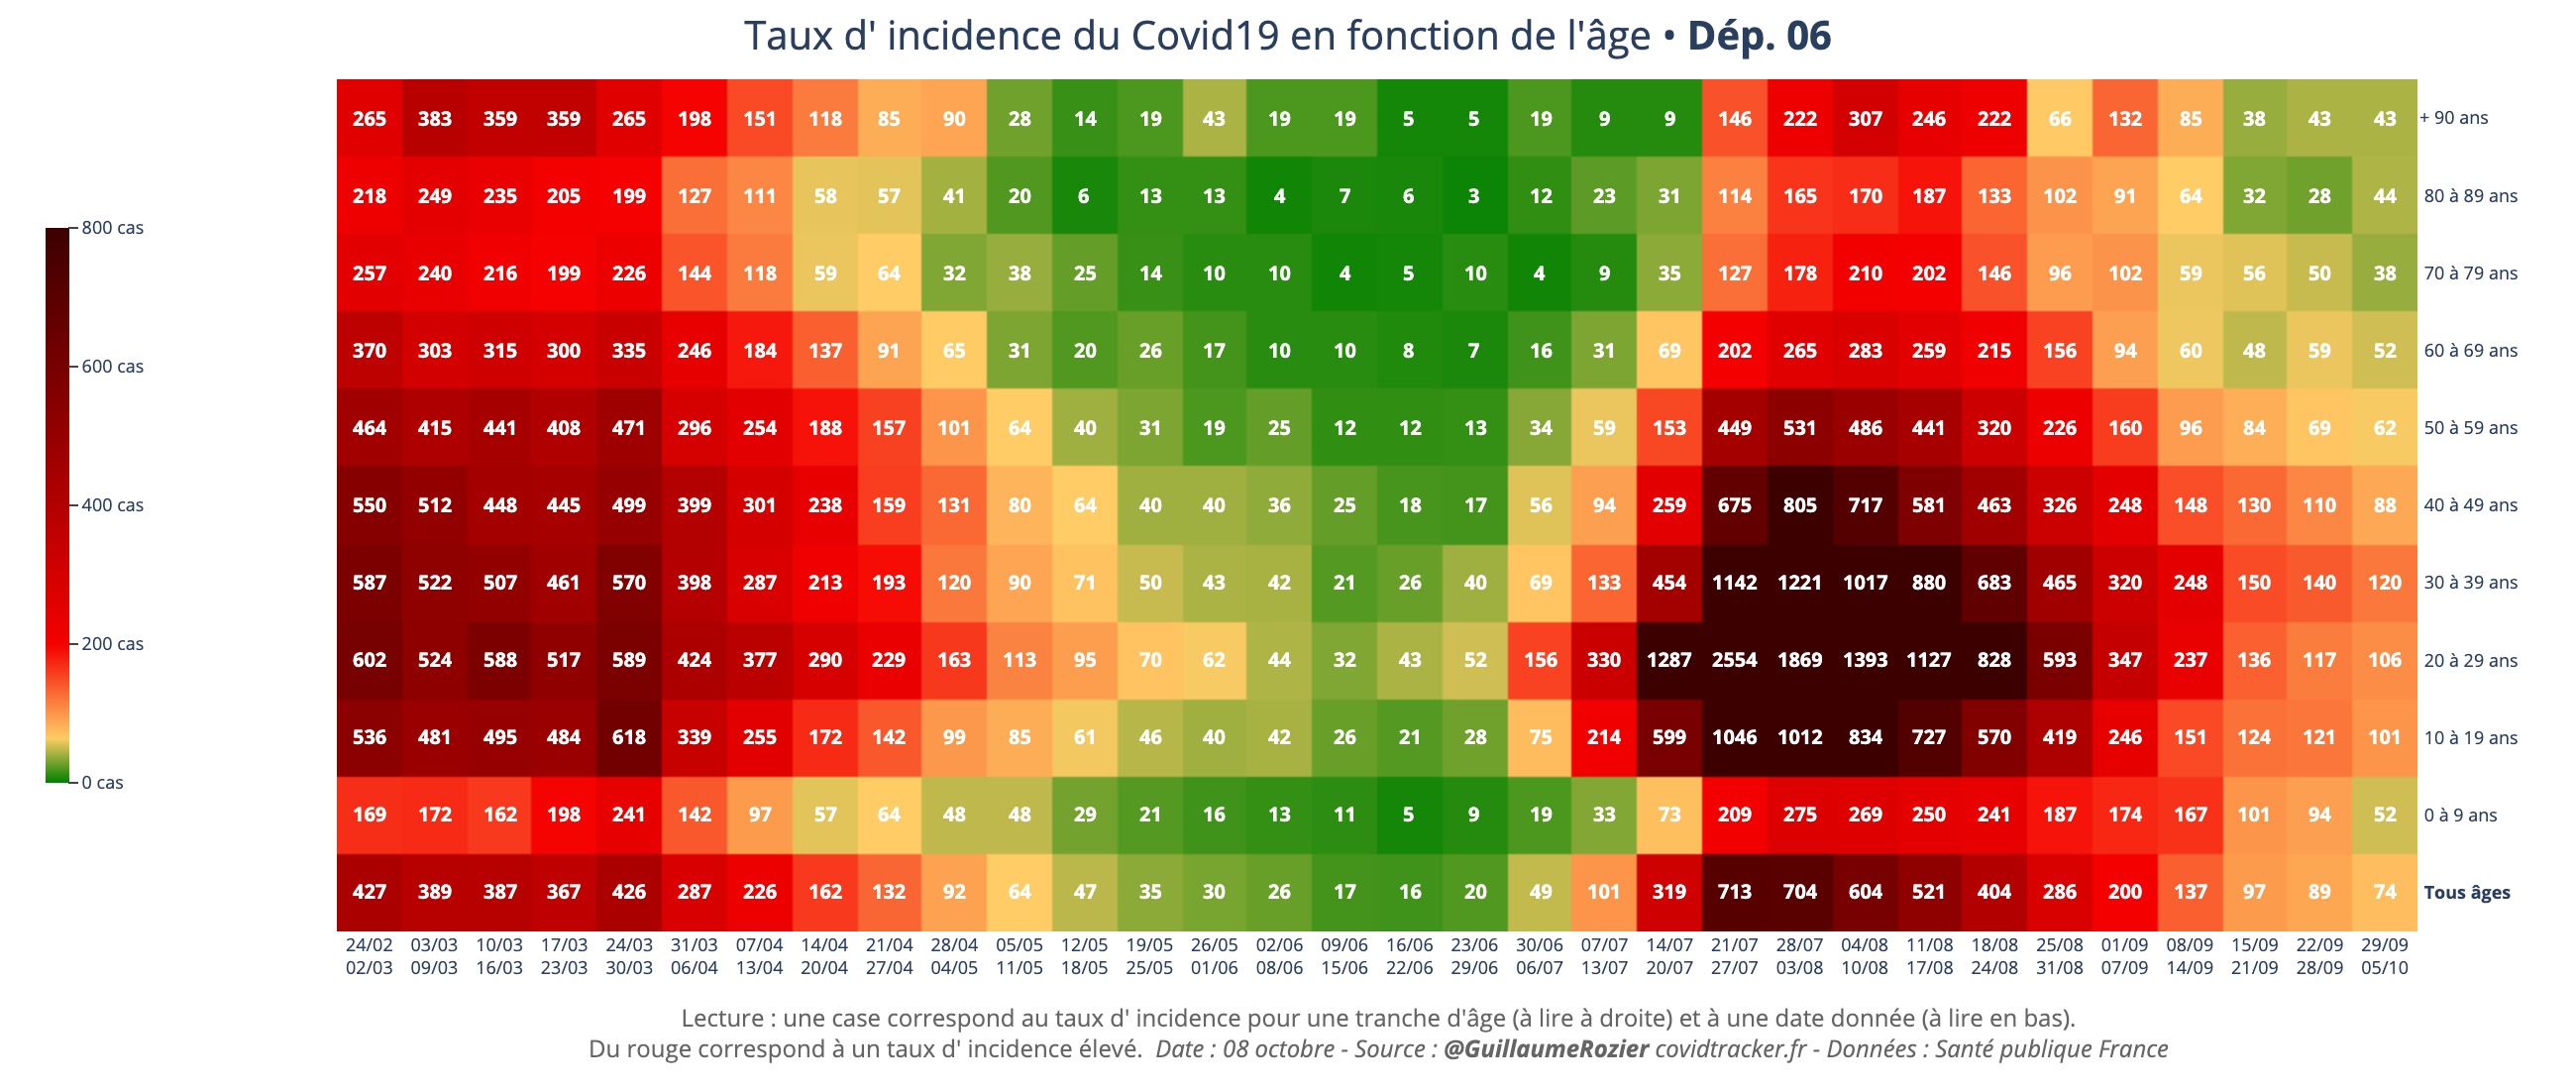 Taux d' incidence du Covid19 en fonction de l'âge • Dép. 06
800 cas
600 cas
400 cas
200 cas
0 cas
265 383 359 359 265 198 151 118 85 90 28 14 19 43 19 19 5 5 19 9 9 146 222 307 246 222 66 132 85 38 43 43 + 90 ans
218 249 235 205 199 127 111 58 57 41 20 6 13 13 4 7 6 3 12 23 31 114 165 170 187 133 102 91 64 32 28 44 80 à 89 ans
257 240 216 199 226 144 118 59 64 32 38 25 14 10 10 4 5 10 4 9 35 127 178 210 202 146 96 102 59 56 50 38 70 à 79 ans
370 303 315 300 335 246 184 137 91 65 31 20 26 17 10 10 8 7 16 31 69 202 265 283 259 215 156 94 60 48 59 52 60 à 69 ans
464 415 441 408 471 296 254 188 157 101 64 40 31 19 25 12 12 13 34 59 153 449 531 486 441 320 226 160 96 84 69 62 50 à 59 ans
550 512 448 445 499 399 301 238 159 131 80 64 40 40 36 25 18 17 56 94 259 675 805 717 581 463 326 248 148 130 110 88 40 à 49 ans
587 522 507 461 570 398 287 213 193 120 90 71 50 43 42 21 26 40 69 133 454 1142 1221 1017 880 683 465 320 248 150 140 120 30 à 39 ans
602 524 588 517 589 424 377 290 229 163 113 95 70 62 44 32 43 52 156 330 1287 2554 1869 1393 1127 828 593 347 237 136 117 106 20 à 29 ans
536 481 495 484 618 339 255 172 142 99 85 61 46 40 42 26 21 28 75 214 599 1046 1012 834 727 570 419 246 151 124 121 101 10 à 19 ans
169 172 162 198 241 142 97 57 64 48 48 29 21 16 13 11 5 9 19 33 73 209 275 269 250 241 187 174 167 101 94 52 0 à 9 ans
427 389 387 367 426 287 226 162 132 92 64 47 35 30 26 17 16 20 49 101 319 713 704 604 521 404 286 200 137 97 89 74 Tous âges
24/02 03/03 10/03 17/03 24/03 31/03 07/04 14/04 21/04 28/04 05/05 12/05 19/05 26/05 02/06 09/06 16/06 23/06 30/06 07/07 14/07 21/07 28/07 04/08 11/08 18/08 25/08 01/09 08/09 15/09 22/09 29/09
02/03 09/03 16/03 23/03 30/03 06/04 13/04 20/04 27/04 04/05 11/05 18/05 25/05 01/06 08/06 15/06 22/06 29/06 06/07 13/07 20/07 27/07 03/08 10/08 17/08 24/08 31/08 07/09 14/09 21/09 28/09 05/10
Lecture : une case correspond au taux d' incidence pour une tranche d'âge (à lire à droite) et à une date donnée (à lire en bas).
Du rouge correspond à un taux d' incidence élevé. Date : 08 octobre - Source : @GuillaumeRozier covidtracker.fr - Données : Santé publique France